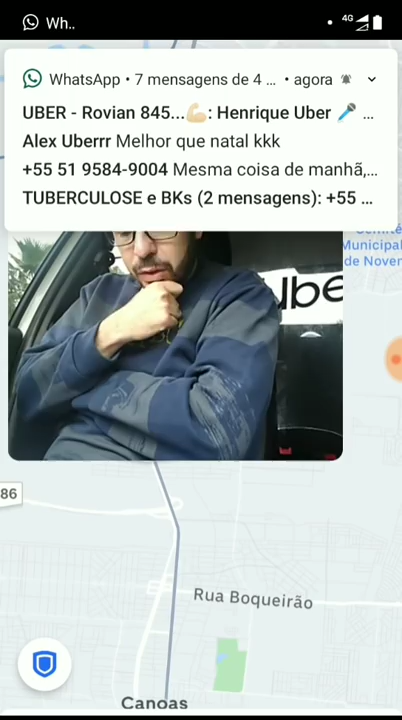 Wh..
4G
WhatsApp • 7 mensagens de 4 ... • agora
UBER - Rovian 845...💪🏻: Henrique Uber 🎤 ...
Alex Uberrr Melhor que natal kkk
+55 51 9584-9004 Mesma coisa de manhã,...
TUBERCULOSE e BKs (2 mensagens): +55 ...
Municipal
de Noven
Ube
86
Rua Boqueirão
Canoas